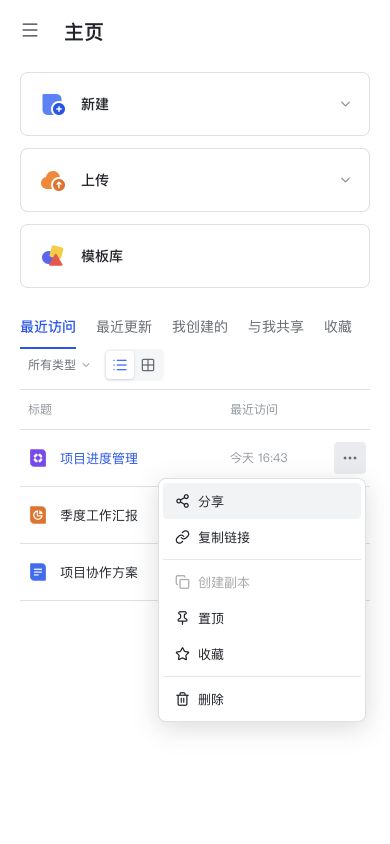 主页
新建
上传
模板库
最近访问 最近更新 我创建的 与我共享 收藏
所有类型
标题 最近访问
项目进度管理 今天 16:43
季度工作汇报
项目协作方案
分享
复制链接
创建副本
置顶
收藏
删除